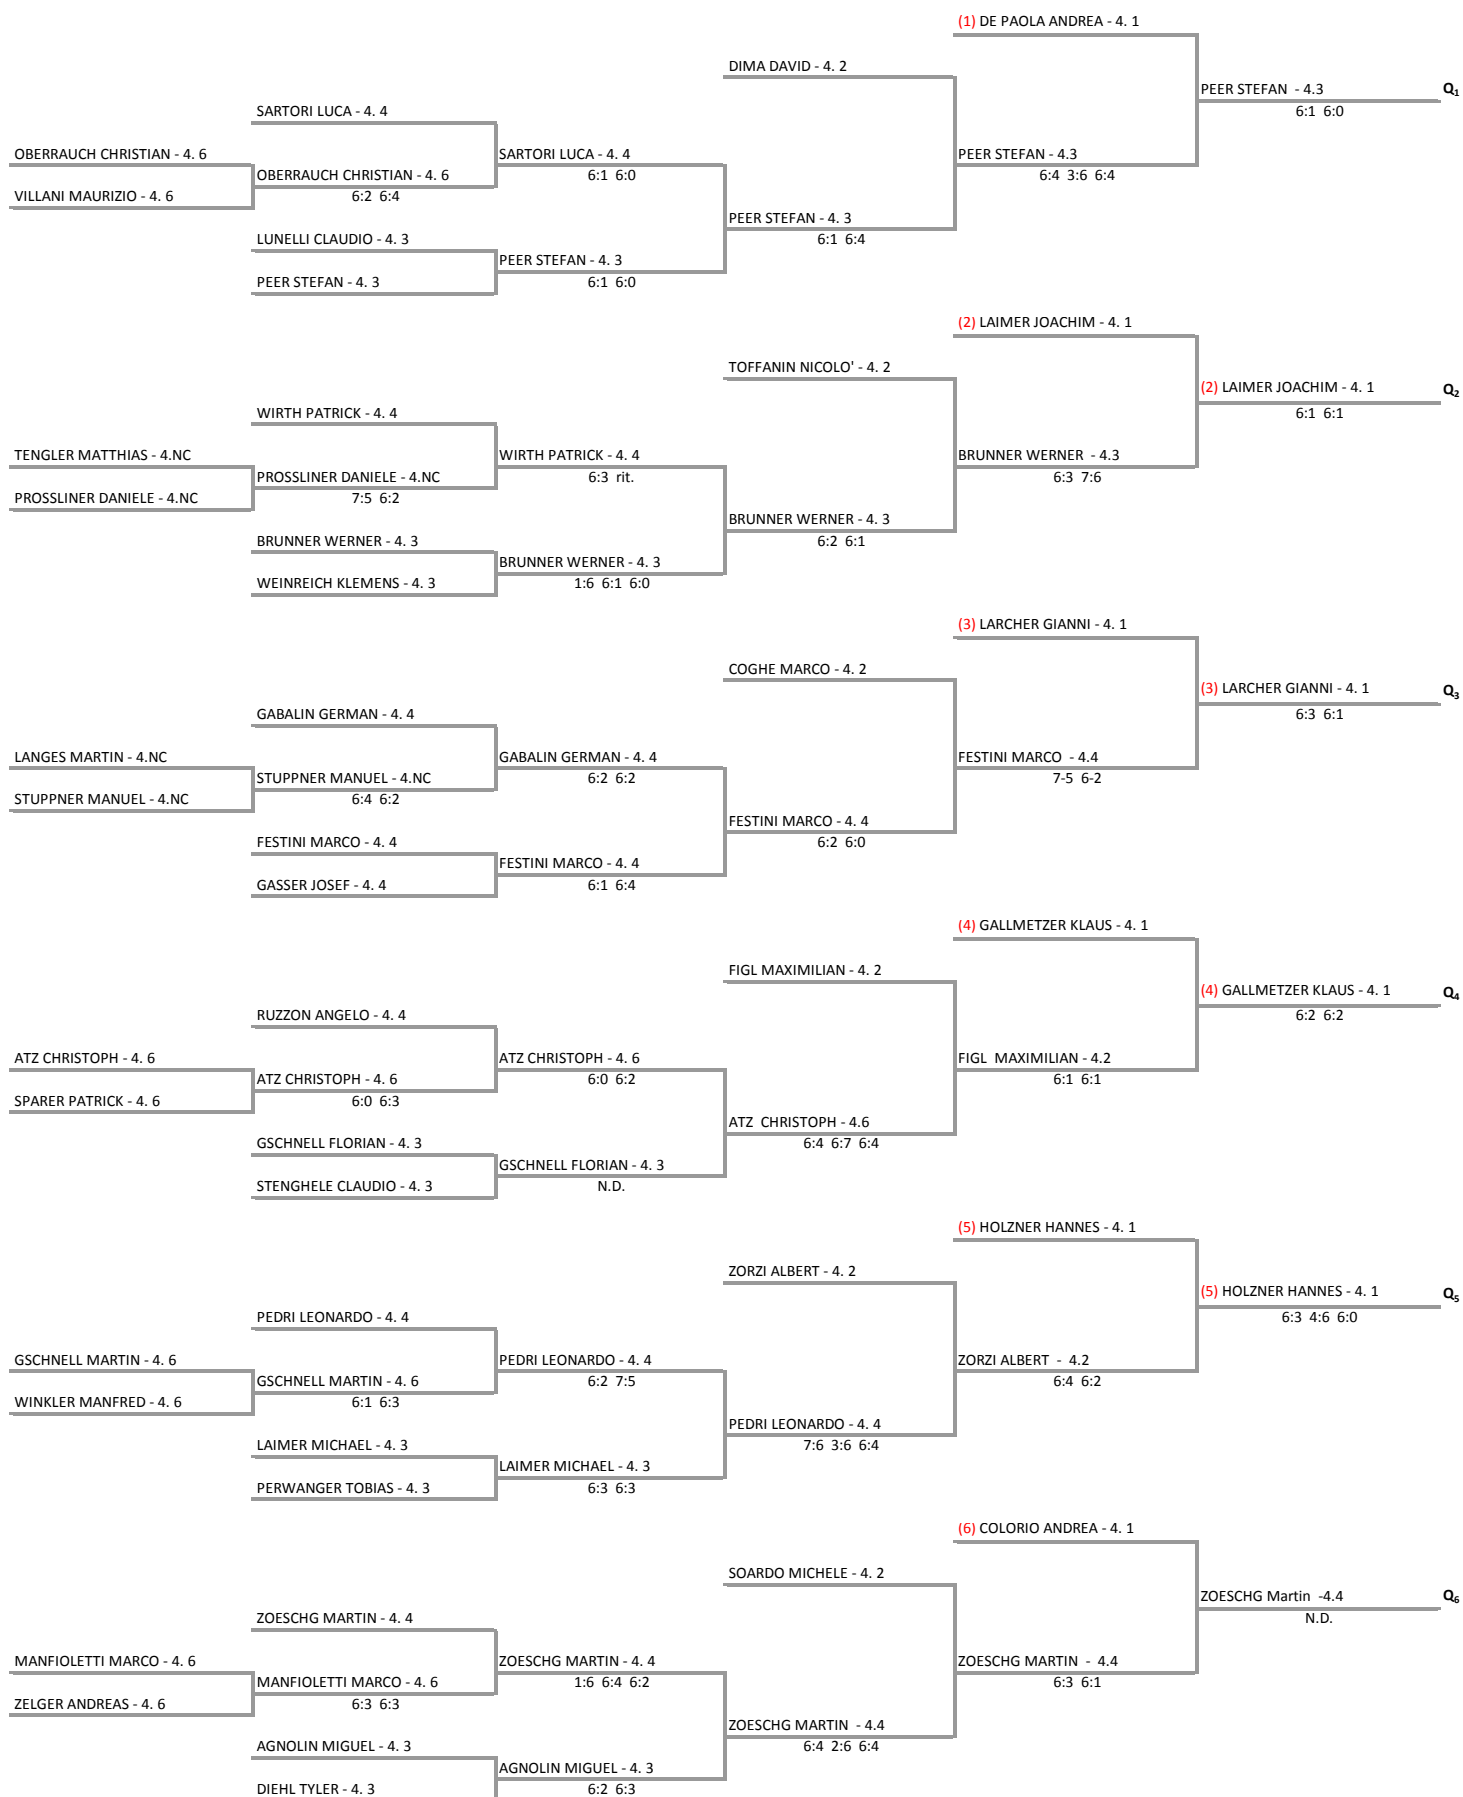 (1) DE PAOLA ANDREA - 4. 1
DIMA DAVID - 4. 2
PEER STEFAN - 4.3 Q1
6:1 6:0
SARTORI LUCA - 4. 4
OBERRAUCH CHRISTIAN - 4. 6
SARTORI LUCA - 4. 4
PEER STEFAN - 4.3
6:1 6:0
6:4 3:6 6:4
OBERRAUCH CHRISTIAN - 4. 6
VILLANI MAURIZIO - 4. 6
6:2 6:4
PEER STEFAN - 4. 3
6:1 6:4
LUNELLI CLAUDIO - 4. 3
PEER STEFAN - 4. 3
PEER STEFAN - 4. 3
6:1 6:0
(2) LAIMER JOACHIM - 4. 1
TOFFANIN NICOLO' - 4. 2
(2) LAIMER JOACHIM - 4. 1 Q2
6:1 6:1
WIRTH PATRICK - 4. 4
TENGLER MATTHIAS - 4.NC
WIRTH PATRICK - 4. 4
BRUNNER WERNER - 4.3
6:3 rit.
6:3 7:6
PROSSLINER DANIELE - 4.NC
PROSSLINER DANIELE - 4.NC
7:5 6:2
BRUNNER WERNER - 4. 3
6:2 6:1
BRUNNER WERNER - 4. 3
BRUNNER WERNER - 4. 3
WEINREICH KLEMENS - 4. 3
1:6 6:1 6:0
(3) LARCHER GIANNI - 4. 1
COGHE MARCO - 4. 2
(3) LARCHER GIANNI - 4. 1 Q3
6:3 6:1
GABALIN GERMAN - 4. 4
LANGES MARTIN - 4.NC
GABALIN GERMAN - 4. 4
FESTINI MARCO - 4.4
6:2 6:2
7-5 6-2
STUPPNER MANUEL - 4.NC
STUPPNER MANUEL - 4.NC
6:4 6:2
FESTINI MARCO - 4. 4
6:2 6:0
FESTINI MARCO - 4. 4
FESTINI MARCO - 4. 4
GASSER JOSEF - 4. 4
6:1 6:4
(4) GALLMETZER KLAUS - 4. 1
FIGL MAXIMILIAN - 4. 2
(4) GALLMETZER KLAUS - 4. 1 Q4
6:2 6:2
RUZZON ANGELO - 4. 4
ATZ CHRISTOPH - 4. 6
ATZ CHRISTOPH - 4. 6
FIGL MAXIMILIAN - 4.2
6:0 6:2
6:1 6:1
ATZ CHRISTOPH - 4. 6
SPARER PATRICK - 4. 6
6:0 6:3
ATZ CHRISTOPH - 4.6
6:4 6:7 6:4
GSCHNELL FLORIAN - 4. 3
GSCHNELL FLORIAN - 4. 3
STENGHELE CLAUDIO - 4. 3
N.D.
(5) HOLZNER HANNES - 4. 1
ZORZI ALBERT - 4. 2
(5) HOLZNER HANNES - 4. 1 Q5
6:3 4:6 6:0
PEDRI LEONARDO - 4. 4
GSCHNELL MARTIN - 4. 6
PEDRI LEONARDO - 4. 4
ZORZI ALBERT - 4.2
6:2 7:5
6:4 6:2
GSCHNELL MARTIN - 4. 6
WINKLER MANFRED - 4. 6
6:1 6:3
PEDRI LEONARDO - 4. 4
7:6 3:6 6:4
LAIMER MICHAEL - 4. 3
LAIMER MICHAEL - 4. 3
PERWANGER TOBIAS - 4. 3
6:3 6:3
(6) COLORIO ANDREA - 4. 1
SOARDO MICHELE - 4. 2
ZOESCHG Martin -4.4 Q6
N.D.
ZOESCHG MARTIN - 4. 4
MANFIOLETTI MARCO - 4. 6
ZOESCHG MARTIN - 4. 4
ZOESCHG MARTIN - 4.4
1:6 6:4 6:2
6:3 6:1
MANFIOLETTI MARCO - 4. 6
ZELGER ANDREAS - 4. 6
6:3 6:3
ZOESCHG MARTIN - 4.4
6:4 2:6 6:4
AGNOLIN MIGUEL - 4. 3
AGNOLIN MIGUEL - 4. 3
DIEHL TYLER - 4. 3
6:2 6:3